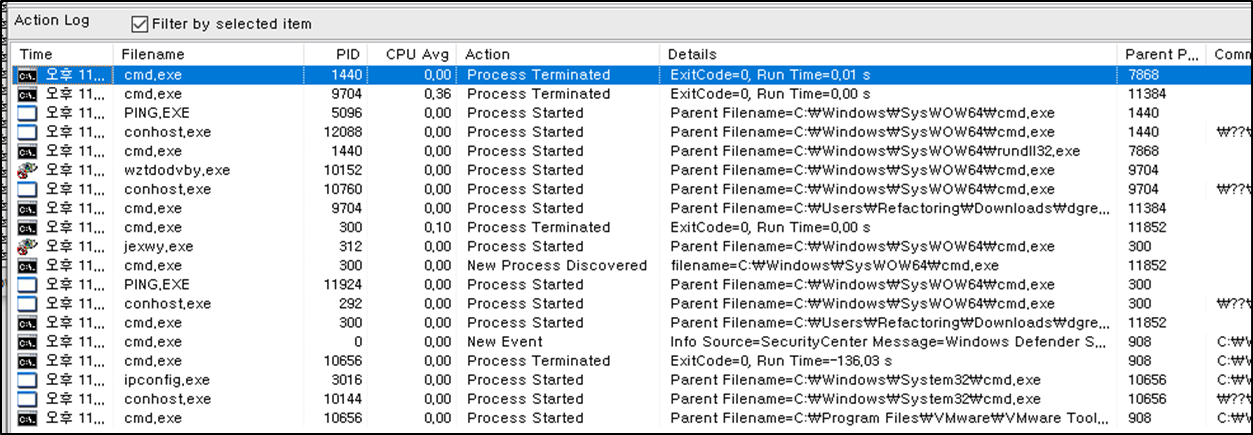 Action Log Filter by selected item
Time Filename PID CPU Avg Action Details Parent P... Comm
오후 11... cmd,exe 1440 0,00 Process Terminated ExitCode=0, Run Time=0,01 s 7868
오후 11... cmd,exe 9704 0,36 Process Terminated ExitCode=0, Run Time=0,00 s 11384
오후 11... PING,EXE 5096 0,00 Process Started Parent Filename=C:₩Windows₩SysWOW64₩cmd,exe 1440
오후 11... conhost,exe 12088 0,00 Process Started Parent Filename=C:₩Windows₩SysWOW64₩cmd,exe 1440 ₩??₩
오후 11... cmd,exe 1440 0,00 Process Started Parent Filename=C:₩Windows₩SysWOW64₩rundll32,exe 7868
오후 11... wztdodvby,exe 10152 0,00 Process Started Parent Filename=C:₩Windows₩SysWOW64₩cmd,exe 9704
오후 11... conhost,exe 10760 0,00 Process Started Parent Filename=C:₩Windows₩SysWOW64₩cmd,exe 9704 ₩??₩
오후 11... cmd,exe 9704 0,00 Process Started Parent Filename=C:₩Users₩Refactoring₩Downloads₩dgre... 11384
오후 11... cmd,exe 300 0,10 Process Terminated ExitCode=0, Run Time=0,00 s 11852
오후 11... jexwy,exe 312 0,00 Process Started Parent Filename=C:₩Windows₩SysWOW64₩cmd,exe 300
오후 11... cmd,exe 300 0,00 New Process Discovered filename=C:₩Windows₩SysWOW64₩cmd,exe 11852
오후 11... PING,EXE 11924 0,00 Process Started Parent Filename=C:₩Windows₩SysWOW64₩cmd,exe 300
오후 11... conhost,exe 292 0,00 Process Started Parent Filename=C:₩Windows₩SysWOW64₩cmd,exe 300 ₩??₩
오후 11... cmd,exe 300 0,00 Process Started Parent Filename=C:₩Users₩Refactoring₩Downloads₩dgre... 11852
오후 11... cmd,exe 0 0,00 New Event Info Source=SecurityCenter Message=Windows Defender S... 908 C:₩
오후 11... cmd,exe 10656 0,00 Process Terminated ExitCode=0, Run Time=-136,03 s 908 C:₩
오후 11... ipconfig,exe 3016 0,00 Process Started Parent Filename=C:₩Windows₩System32₩cmd,exe 10656 C:₩
오후 11... conhost,exe 10144 0,00 Process Started Parent Filename=C:₩Windows₩System32₩cmd,exe 10656 ₩??₩
오후 11... cmd,exe 10656 0,00 Process Started Parent Filename=C:₩Program Files₩VMware₩VMware Tool... 908 C:₩